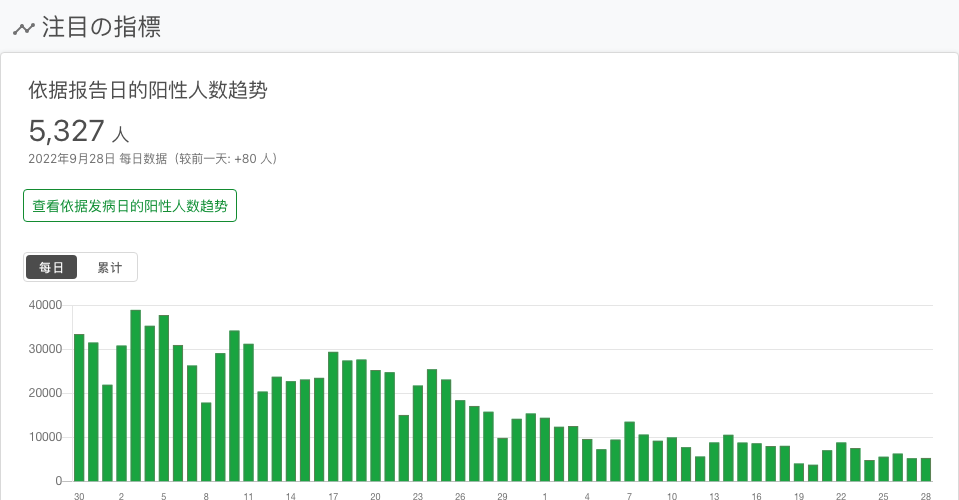 注目の指標
依据报告日的阳性人数趋势
5,327 人
2022年9月28日 每日数据（较前一天: +80 人）
查看依据发病日的阳性人数趋势
每日 累计
40000
30000
20000
10000
0
30 2 5 8 11 14 17 20 23 26 29 1 4 7 10 13 16 19 22 25 28